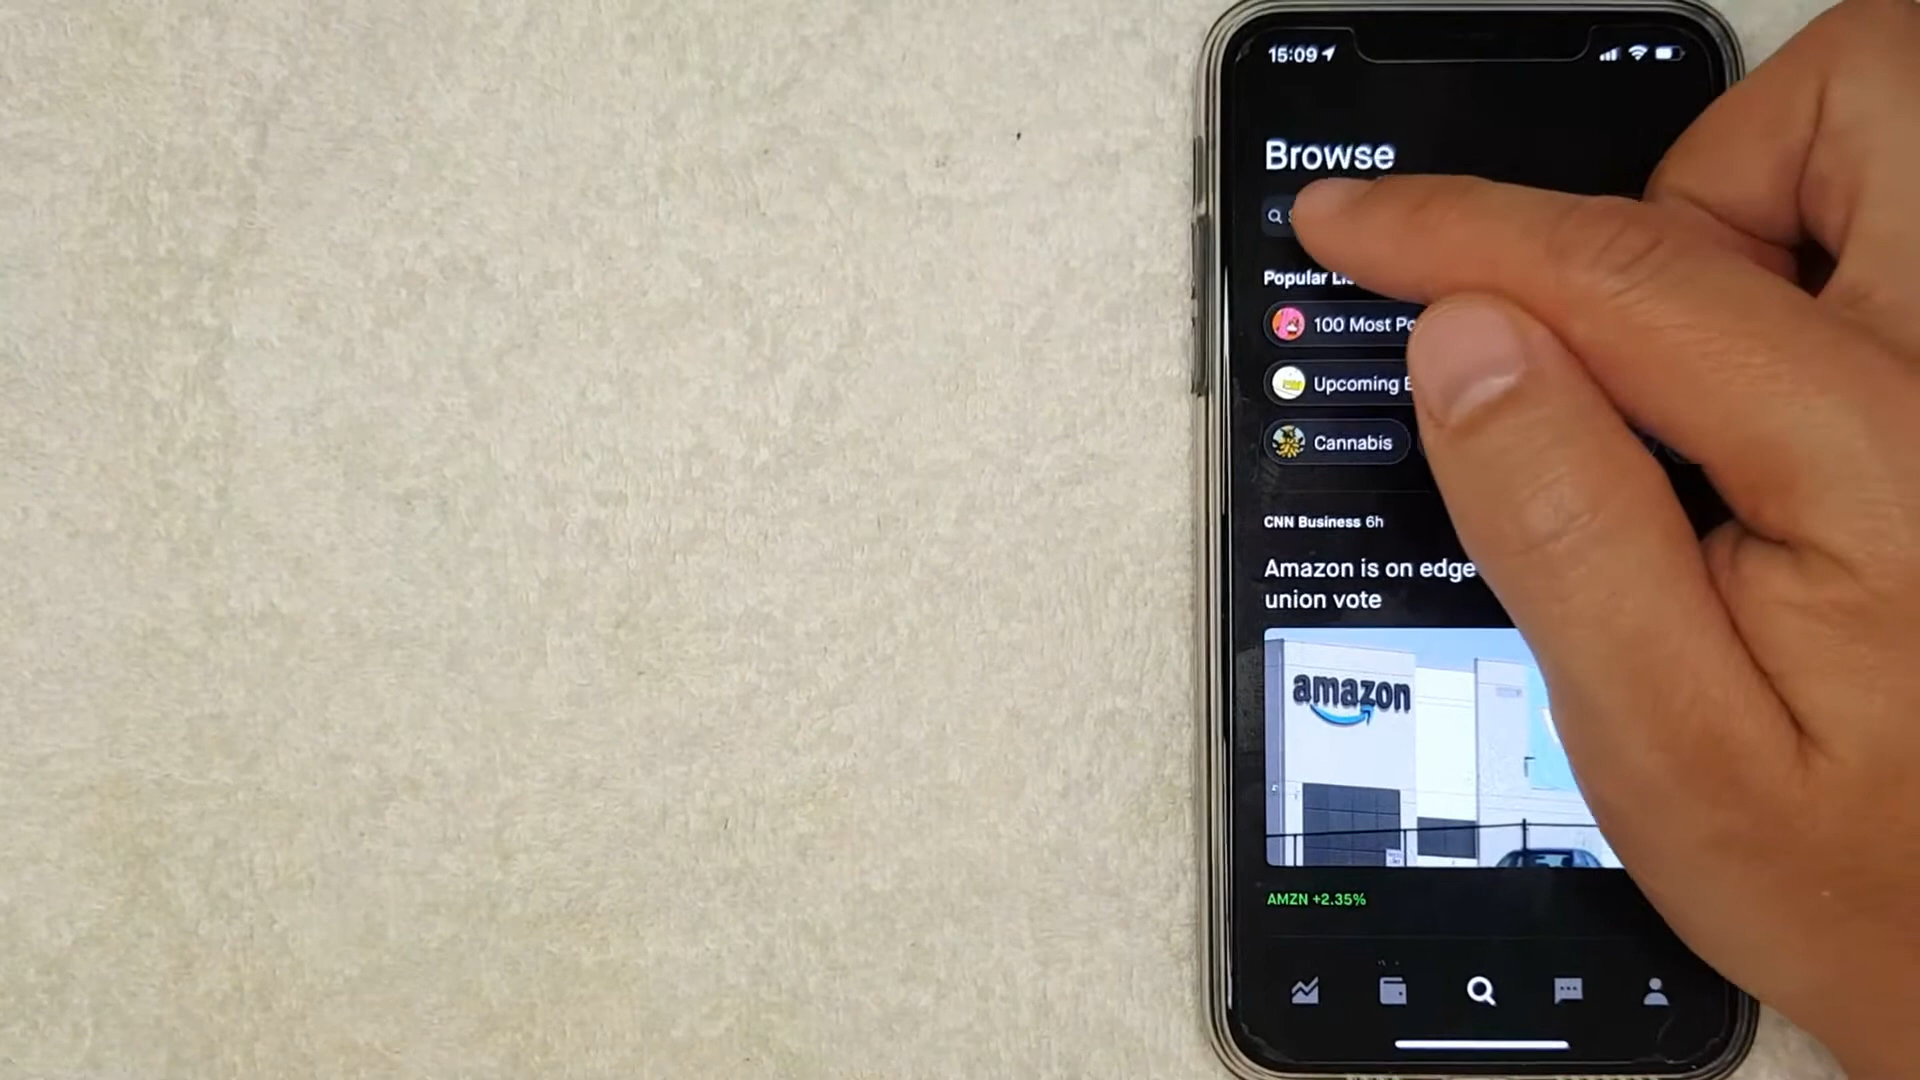 15:09
Browse
Popular
100 Most
Upcoming
Cannabis
CNN Business 6h
Amazon is on edge
union vote
amazon
AMZN +2.35%